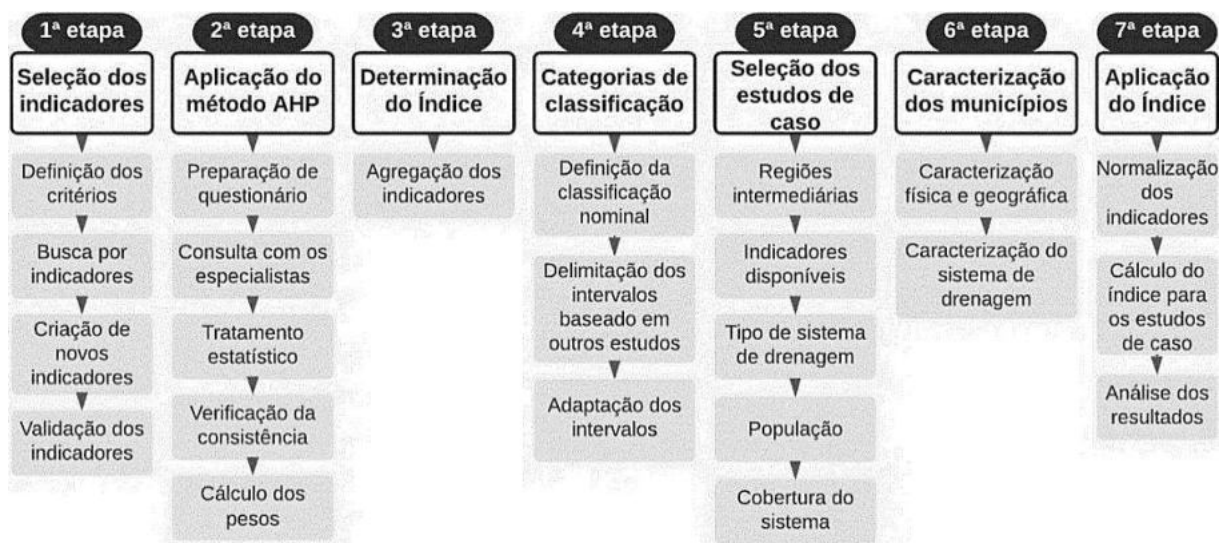 1ª etapa
Seleção dos
indicadores
Definição dos
critérios
Busca por
indicadores
Criação de
novos
indicadores
Validação dos
indicadores
2ª etapa
Aplicação do
método AHP
Preparação de
questionário
Consulta com os
especialistas
Tratamento
estatístico
Verificação da
consistência
Cálculo dos
pesos
3ª etapa
Determinação
do Índice
Agregação dos
indicadores
4ª etapa
Categorias de
classificação
Definição da
classificação
nominal
Delimitação dos
intervalos
baseado em
outros estudos
Adaptação dos
intervalos
5ª etapa
Seleção dos
estudos de
caso
Regiões
intermediárias
Indicadores
disponíveis
Tipo de sistema
de drenagem
População
Cobertura do
sistema
6ª etapa
Caracterização
dos municípios
Caracterização
física e geográfica
Caracterização do
sistema de
drenagem
7ª etapa
Aplicação
do Índice
Normalização
dos
indicadores
Cálculo do
índice para
os estudos
de caso
Análise dos
resultados